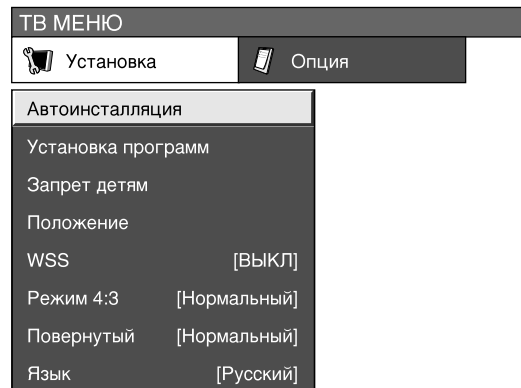 ТВ МЕНЮ
Установка Опция
Автоинсталляция
Установка программ
Запрет детям
Положение
WSS [ВЫКЛ]
Режим 4:3 [Нормальный]
Повернутый [Нормальный]
Язык [Русский]